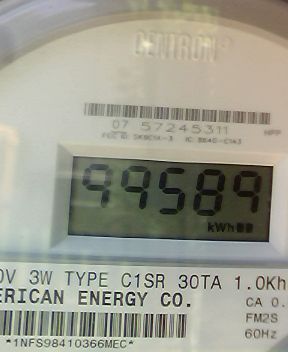 CENTRON®
07 57245311
99589
kWh
0V 3W TYPE C1SR 30TA 1.0Kh
ERICAN ENERGY CO.
CA 0.
FM2S
60Hz
*1NFS98410366MEC*